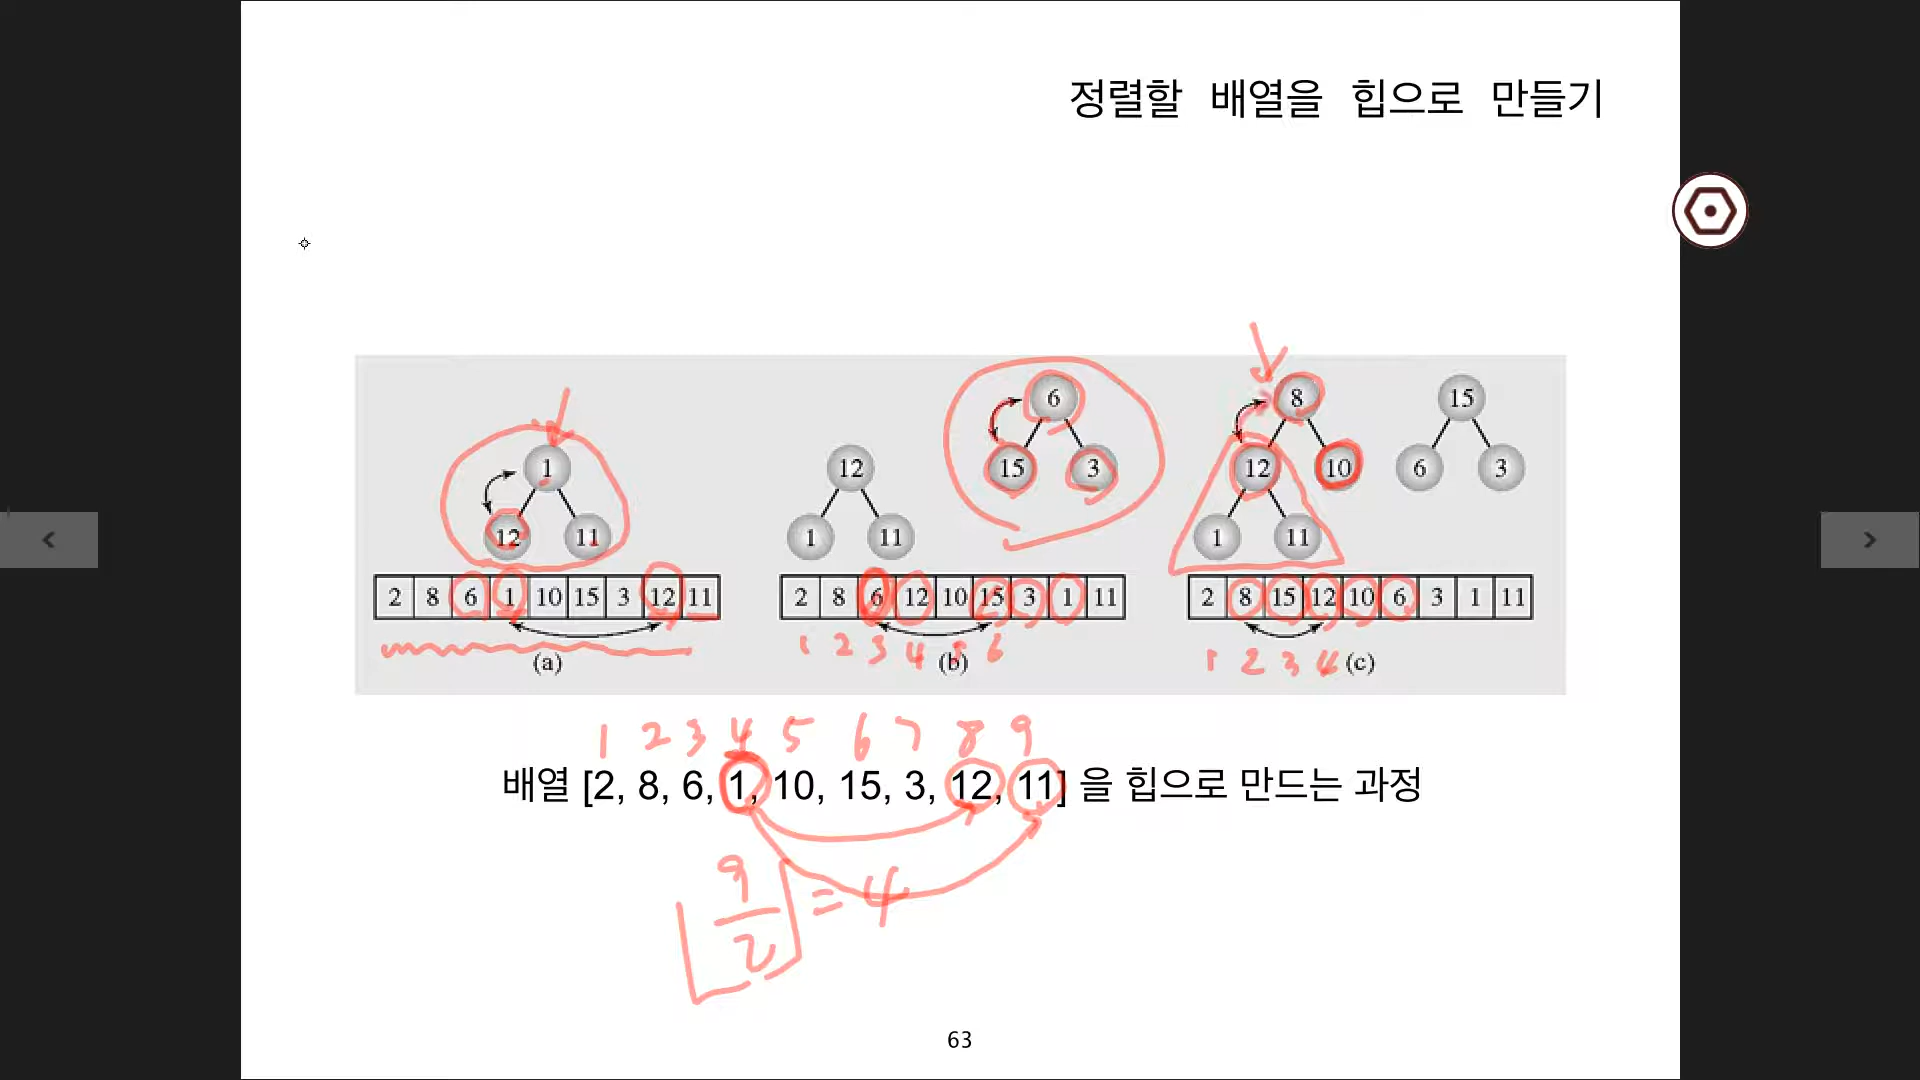 정렬할 배열을 힙으로 만들기
1
12 11
12
1 11
6
15 3
8
12 10
1 11
15
6 3
2 8 6 1 10 15 3 12 11
2 8 6 12 10 15 3 1 11
2 8 15 12 10 6 3 1 11
1 2 3 4 5 6
1 2 3 4
(a) (b) (c)
1 2 3 4 5 6 7 8 9
배열 [2, 8, 6, 1, 10, 15, 3, 12, 11] 을 힙으로 만드는 과정
⌊9/2⌋ = 4
63